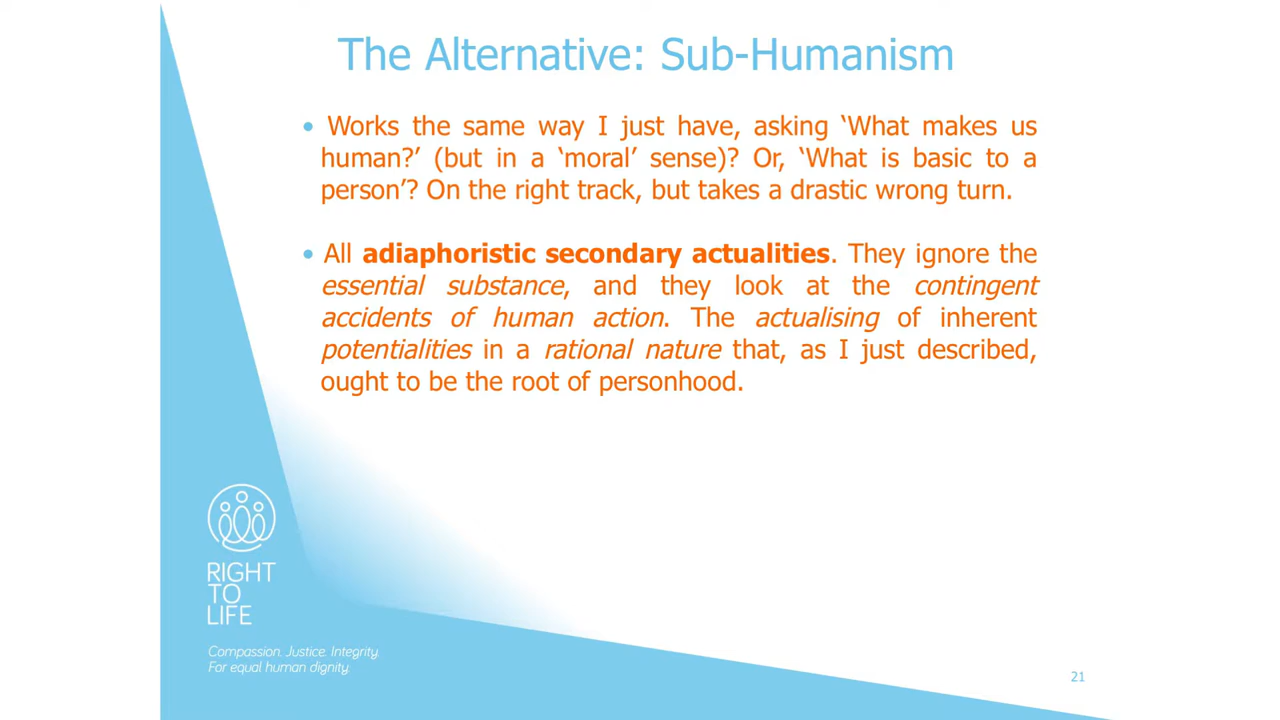 The Alternative: Sub-Humanism
• Works the same way I just have, asking ‘What makes us
human?’ (but in a ‘moral’ sense)? Or, ‘What is basic to a
person’? On the right track, but takes a drastic wrong turn.
• All adiaphoristic secondary actualities. They ignore the
essential substance, and they look at the contingent
accidents of human action. The actualising of inherent
potentialities in a rational nature that, as I just described,
ought to be the root of personhood.
RIGHT
TO
LIFE
Compassion. Justice. Integrity.
For equal human dignity.
21